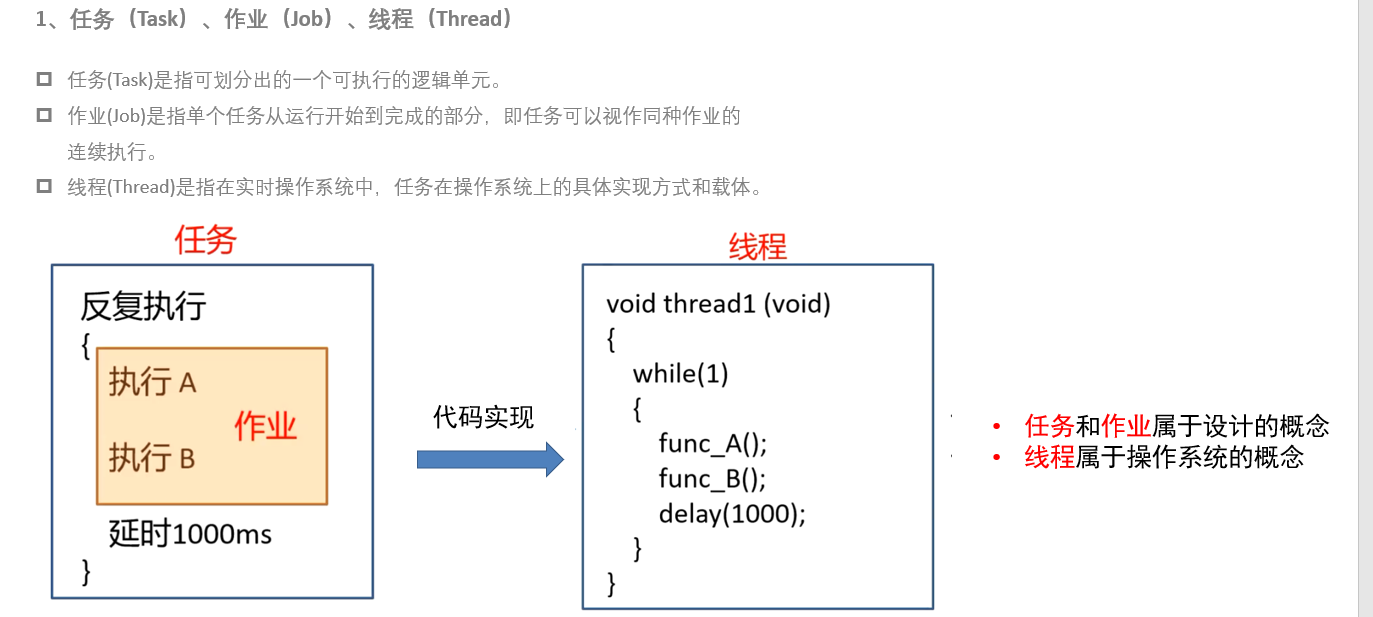 1、任务（Task）、作业（Job）、线程（Thread）
任务(Task)是指可划分出的一个可执行的逻辑单元。
作业(Job)是指单个任务从运行开始到完成的部分，即任务可以视作同种作业的
连续执行。
线程(Thread)是指在实时操作系统中，任务在操作系统上的具体实现方式和载体。
任务
反复执行
{
执行 A
作业
执行 B
延时1000ms
}
代码实现
线程
void thread1 (void)
{
while(1)
{
func_A();
func_B();
delay(1000);
}
}
• 任务和作业属于设计的概念
• 线程属于操作系统的概念